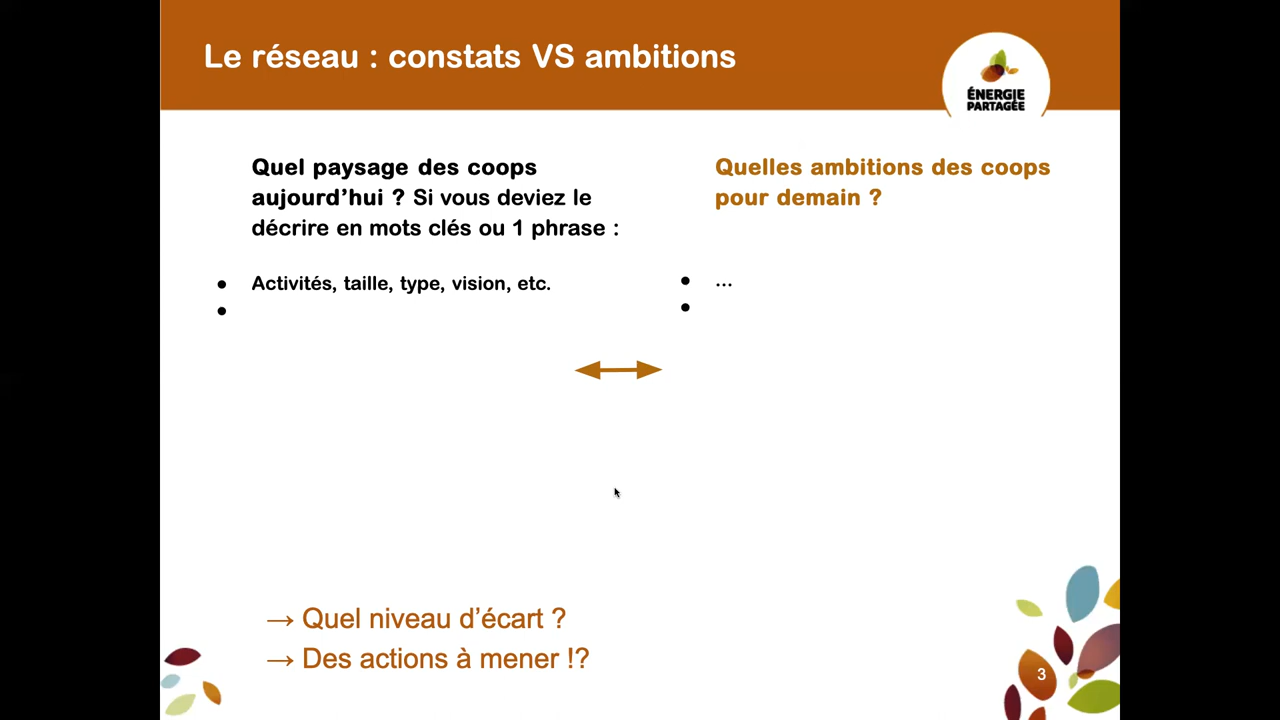 Le réseau : constats VS ambitions
ÉNERGIE
PARTAGÉE
Quel paysage des coops
aujourd’hui ? Si vous deviez le
décrire en mots clés ou 1 phrase :
• Activités, taille, type, vision, etc.
•
Quelles ambitions des coops
pour demain ?
• ...
•
→ Quel niveau d’écart ?
→ Des actions à mener !?
3